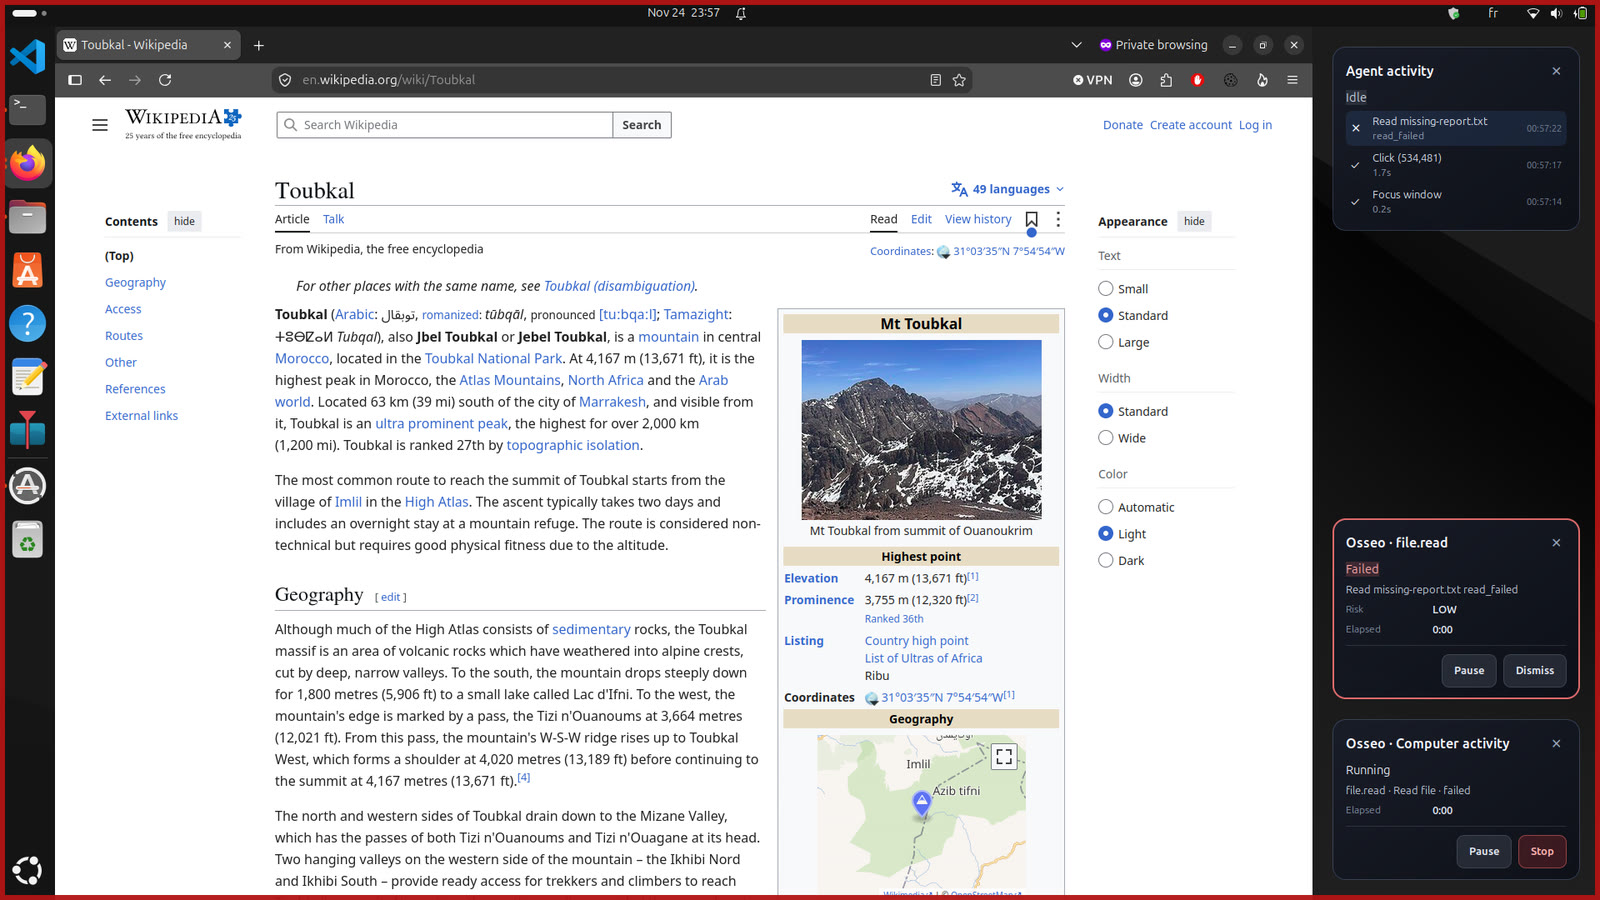 Nov 24 23:57
fr
Toubkal - Wikipedia
Private browsing
en.wikipedia.org/wiki/Toubkal
VPN
WIKIPEDIA
25 years of the free encyclopedia
Search Wikipedia
Search
Donate Create account Log in
Contents hide
(Top)
Geography
Access
Routes
Other
References
External links
Toubkal
49 languages
Article Talk
Read Edit View history
From Wikipedia, the free encyclopedia
Coordinates: 31°03′35″N 7°54′54″W
For other places with the same name, see Toubkal (disambiguation).
Toubkal (Arabic: توبقال, romanized: tūbqāl, pronounced [tuːbqaːl]; Tamazight:
ⵜⵓⴱⵇⴰⵍ Tubqal), also Jbel Toubkal or Jebel Toubkal, is a mountain in central
Morocco, located in the Toubkal National Park. At 4,167 m (13,671 ft), it is the
highest peak in Morocco, the Atlas Mountains, North Africa and the Arab
world. Located 63 km (39 mi) south of the city of Marrakesh, and visible from
it, Toubkal is an ultra prominent peak, the highest for over 2,000 km
(1,200 mi). Toubkal is ranked 27th by topographic isolation.
The most common route to reach the summit of Toubkal starts from the
village of Imlil in the High Atlas. The ascent typically takes two days and
includes an overnight stay at a mountain refuge. The route is considered non-
technical but requires good physical fitness due to the altitude.
Geography [ edit ]
Although much of the High Atlas consists of sedimentary rocks, the Toubkal
massif is an area of volcanic rocks which have weathered into alpine crests,
cut by deep, narrow valleys. To the south, the mountain drops steeply down
for 1,800 metres (5,906 ft) to a small lake called Lac d'Ifni. To the west, the
mountain's edge is marked by a pass, the Tizi n'Ouanoums at 3,664 metres
(12,021 ft). From this pass, the mountain's W-S-W ridge rises up to Toubkal
West, which forms a shoulder at 4,020 metres (13,189 ft) before continuing to
the summit at 4,167 metres (13,671 ft).[4]
The north and western sides of Toubkal drain down to the Mizane Valley,
which has the passes of both Tizi n'Ouanoums and Tizi n'Ouagane at its head.
Two hanging valleys on the western side of the mountain – the Ikhibi Nord
and Ikhibi South – provide ready access for trekkers and climbers to reach
Mt Toubkal
Mt Toubkal from summit of Ouanoukrim
Highest point
Elevation 4,167 m (13,671 ft)[1]
Prominence 3,755 m (12,320 ft)[2]
Ranked 36th
Listing Country high point
List of Ultras of Africa
Ribu
Coordinates 31°03′35″N 7°54′54″W[1]
Geography
Imlil
Azib tifni
Appearance hide
Text
Small
Standard
Large
Width
Standard
Wide
Color
Automatic
Light
Dark
Agent activity
Idle
Read missing-report.txt
read_failed
00:57:22
Click (534,481)
1.7s
00:57:17
Focus window
0.2s
00:57:14
Osseo · file.read
Failed
Read missing-report.txt read_failed
Risk LOW
Elapsed 0:00
Pause Dismiss
Osseo · Computer activity
Running
file.read · Read file · failed
Elapsed 0:00
Pause Stop